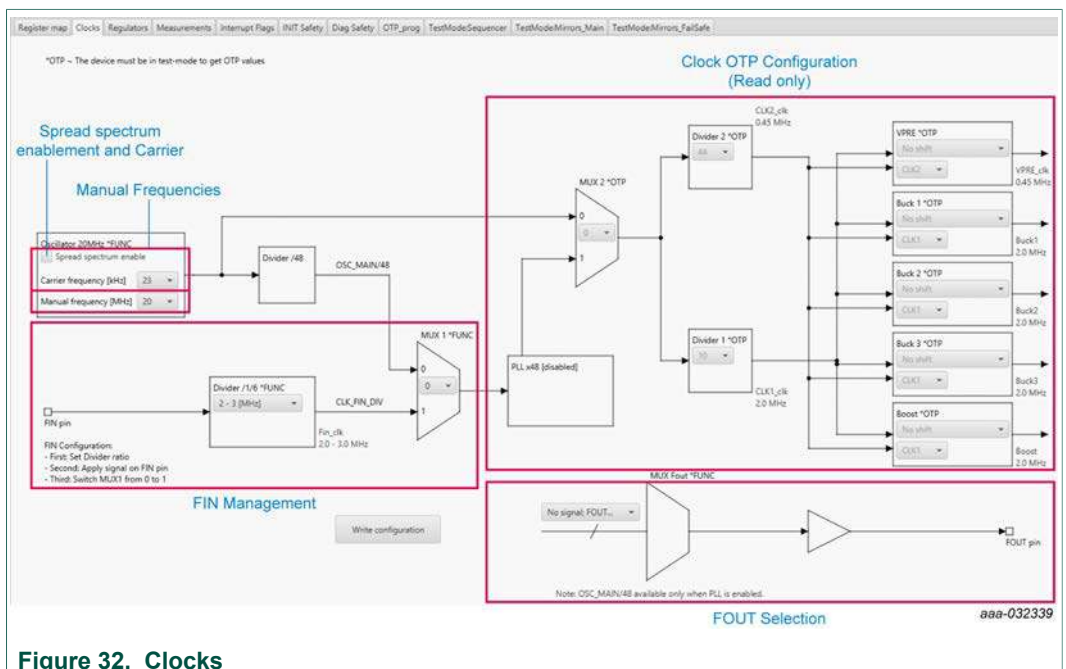 Register map Clocks Regulators Measurements Interrupt Flags INIT Safety Diag Safety OTP_prog TestMode:Sequencer TestMode:Mirrors_Main TestMode:Mirrors_FailSafe
*OTP ~ The device must be in test-mode to get OTP values
Clock OTP Configuration
(Read only)
Spread spectrum
enablement and Carrier
Manual Frequencies
Oscillator 20MHz *FUNC
Spread spectrum enable
Carrier frequency [kHz] 23
Manual frequency [MHz] 20
Divider /48
OSC_MAIN/48
MUX 1 *FUNC
0
0
1
Divider /1/6 *FUNC
2 - 3 [MHz]
CLK_FIN_DIV
Fin_clk
2.0 - 3.0 MHz
FIN pin
FIN Configuration:
- First: Set Divider ratio
- Second: Apply signal on FIN pin
- Third: Switch MUX1 from 0 to 1
FIN Management
Write configuration
MUX 2 *OTP
0
0
1
PLL x48 [disabled]
CLK2_clk
0.45 MHz
Divider 2 *OTP
44
Divider 1 *OTP
10
CLK1_clk
2.0 MHz
VPRE *OTP
No shift
CLK2
VPRE_clk
0.45 MHz
Buck 1 *OTP
No shift
CLK1
Buck1
2.0 MHz
Buck 2 *OTP
No shift
CLK1
Buck2
2.0 MHz
Buck 3 *OTP
No shift
CLK1
Buck3
2.0 MHz
Boost *OTP
No shift
CLK1
Boost
2.0 MHz
MUX Fout *FUNC
No signal; FOUT...
FOUT pin
Note: OSC_MAIN/48 available only when PLL is enabled.
FOUT Selection
aaa-032339
Figure 32. Clocks